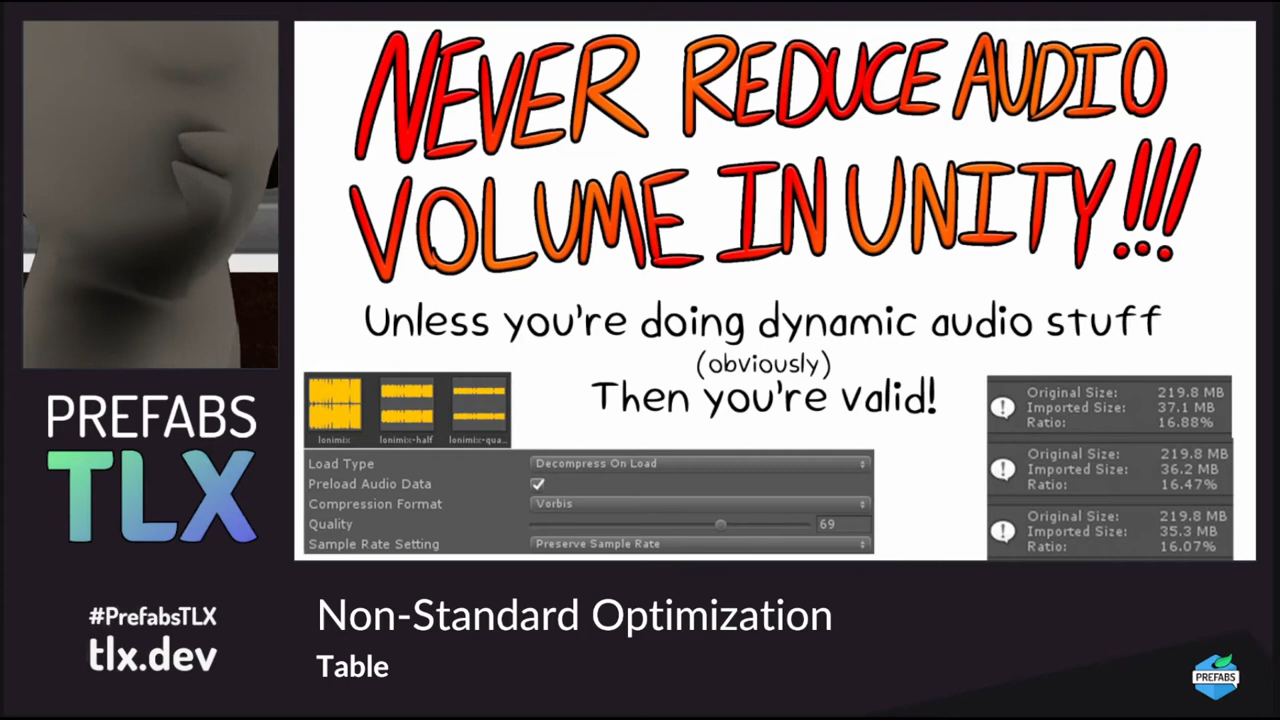 NEVER REDUCE AUDIO
VOLUME IN UNITY!!!
Unless you're doing dynamic audio stuff
(obviously)
Then you're valid!
lonimix lonimix-half lonimix-qua...
Load Type Decompress On Load
Preload Audio Data
Compression Format Vorbis
Quality 69
Sample Rate Setting Preserve Sample Rate
Original Size: 219.8 MB
Imported Size: 37.1 MB
Ratio: 16.88%
Original Size: 219.8 MB
Imported Size: 36.2 MB
Ratio: 16.47%
Original Size: 219.8 MB
Imported Size: 35.3 MB
Ratio: 16.07%
PREFABS
TLX
#PrefabsTLX
tlx.dev
Non-Standard Optimization
Table
PREFABS